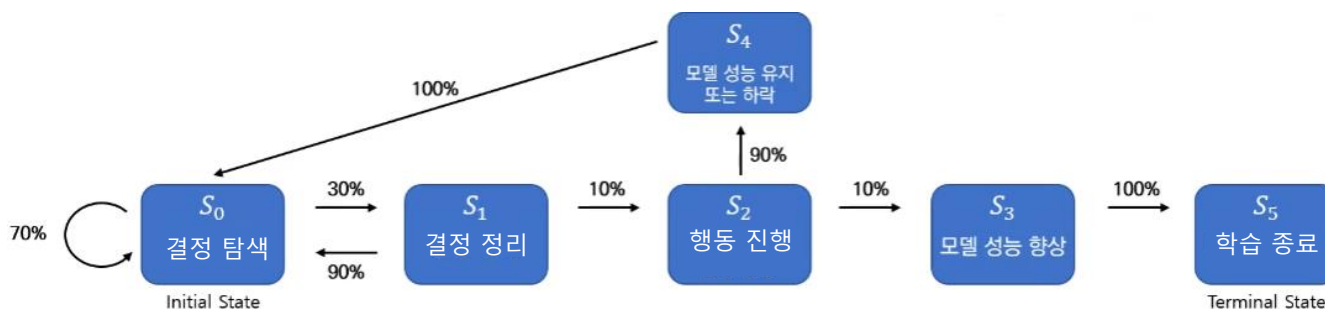 S₄
모델 성능 유지
또는 하락
100%
90%
70%
S₀
결정 탐색
Initial State
30%
90%
S₁
결정 정리
10%
S₂
행동 진행
10%
S₃
모델 성능 향상
100%
S₅
학습 종료
Terminal State